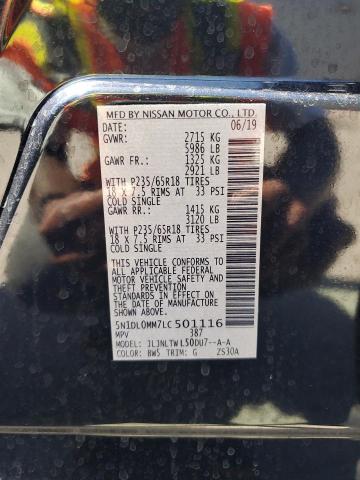 MFD BY NISSAN MOTOR CO., LTD.
DATE: 06/19
GVWR: 2715 KG
5986 LB
GAWR FR.: 1325 KG
2921 LB
WITH P235/65R18 TIRES
18 X 7.5 RIMS AT 33 PSI
COLD SINGLE
GAWR RR.: 1415 KG
3120 LB
WITH P235/65R18 TIRES
18 X 7.5 RIMS AT 33 PSI
COLD SINGLE
THIS VEHICLE CONFORMS TO
ALL APPLICABLE FEDERAL
MOTOR VEHICLE SAFETY AND
THEFT PREVENTION
STANDARDS IN EFFECT ON
THE DATE OF MANUFACTURE
SHOWN ABOVE.
5N1DL0MM7LC501116
MPV 387
MODEL: JLJNLTWL50DU7--A-A
COLOR: BW5 TRIM: G ZS30A